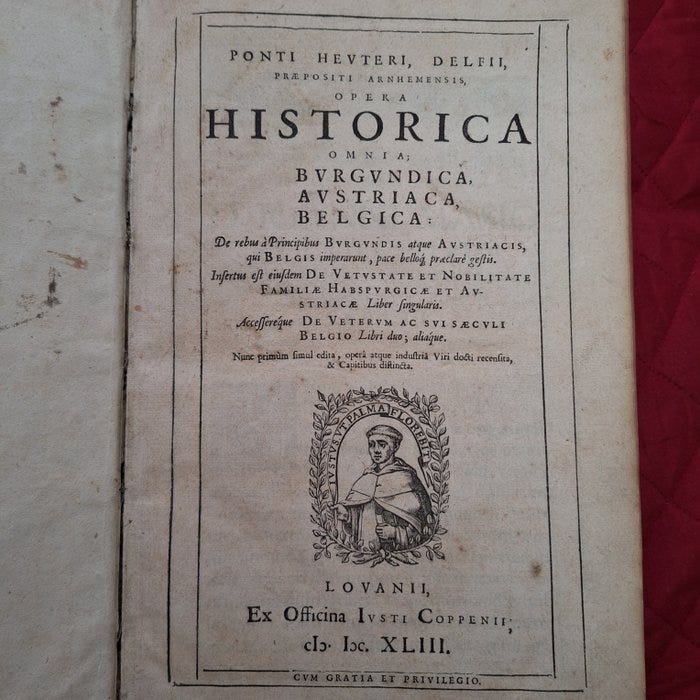 PONTI HEVTERI, DELFII,
PRÆPOSITI ARNHEMENSIS,
OPERA
HISTORICA
OMNIA;
BVRGVNDICA,
AVSTRIACA,
BELGICA:
De rebus à Principibus BVRGVNDIS atque AVSTRIACIS,
qui BELGIS imperarunt, pace belloq́, præclarè gestis.
Insertus est eiusdem DE VETVSTATE ET NOBILITATE
FAMILIÆ HABSPVRGICÆ ET AV-
STRIACÆ Liber singularis.
Accessereq́ue DE VETERVM AC SVI SÆCVLI
BELGIO Libri duo; aliaque.
Nunc primùm simul edita, operâ atque industriâ Viri docti recensita,
& Capitibus distincta.
IVSTVS VT PALMA FLOREBIT
LOVANII,
Ex Officina IVSTI COPPENII,
cIↃ. IↃc. XLIII.
CVM GRATIA ET PRIVILEGIO.